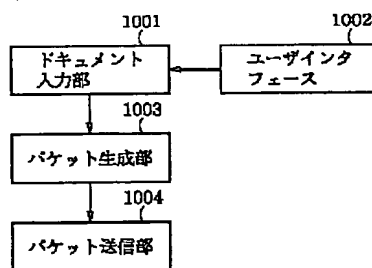 1001
ドキュメント
入力部
1002
ユーザインタ
フェース
1003
パケット生成部
1004
パケット送信部